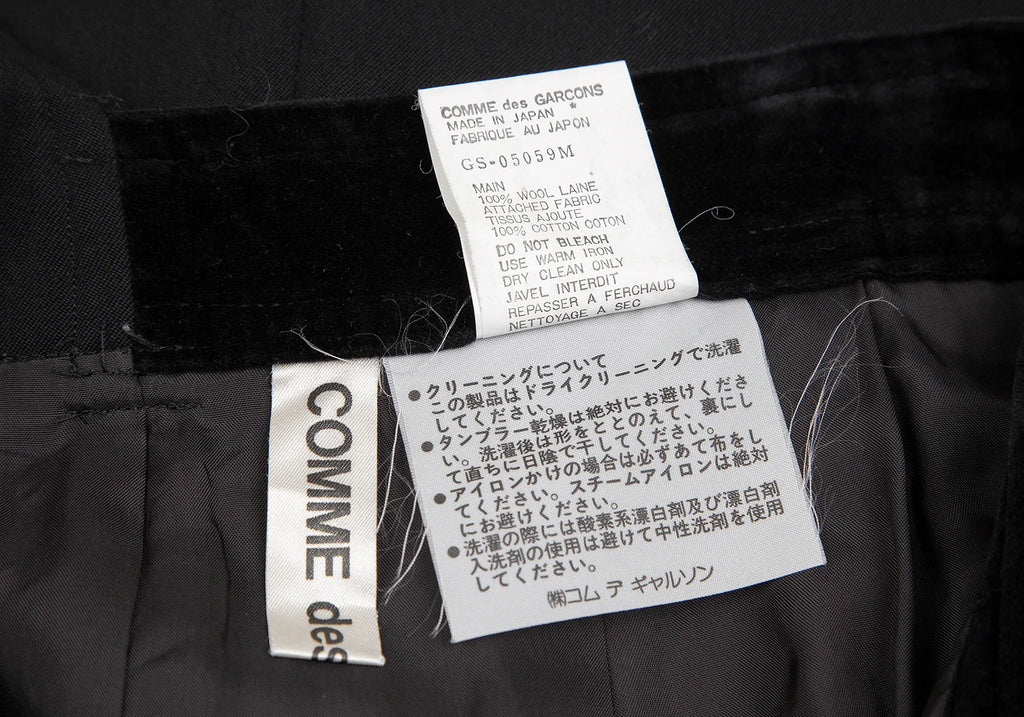 COMME des GARCONS
MADE IN JAPAN *
FABRIQUE AU JAPON
GS-05059M
MAIN
100% WOOL LAINE
ATTACHED FABRIC
TISSUS AJOUTE
100% COTTON COTON
DO NOT BLEACH
USE WARM IRON
DRY CLEAN ONLY
JAVEL INTERDIT
REPASSER A FERCHAUD
NETTOYAGE A SEC
●クリーニングについて
この製品はドライクリーニングで洗濯
してください。
●タンブラー乾燥は絶対にお避けくださ
い。洗濯後は形をととのえて、裏にし
て直ちに日陰で干してください。
●アイロンかけの場合は必ずあて布をし
てください。スチームアイロンは絶対
にお避けください。
●洗濯の際には酸素系漂白剤及び漂白剤
入洗剤の使用は避けて中性洗剤を使用
してください。
㈱コム デ ギャルソン
COMME des